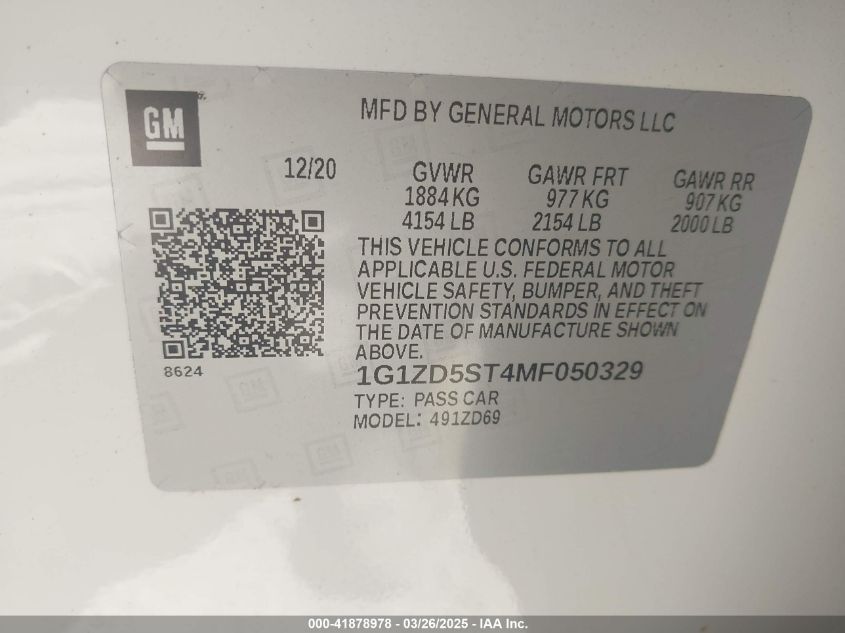 GM
MFD BY GENERAL MOTORS LLC
12/20
GVWR
1884 KG
4154 LB
GAWR FRT
977 KG
2154 LB
GAWR RR
907 KG
2000 LB
THIS VEHICLE CONFORMS TO ALL
APPLICABLE U.S. FEDERAL MOTOR
VEHICLE SAFETY, BUMPER, AND THEFT
PREVENTION STANDARDS IN EFFECT ON
THE DATE OF MANUFACTURE SHOWN
ABOVE.
8624
1G1ZD5ST4MF050329
TYPE: PASS CAR
MODEL: 491ZD69
000-41878978 - 03/26/2025 - IAA Inc.